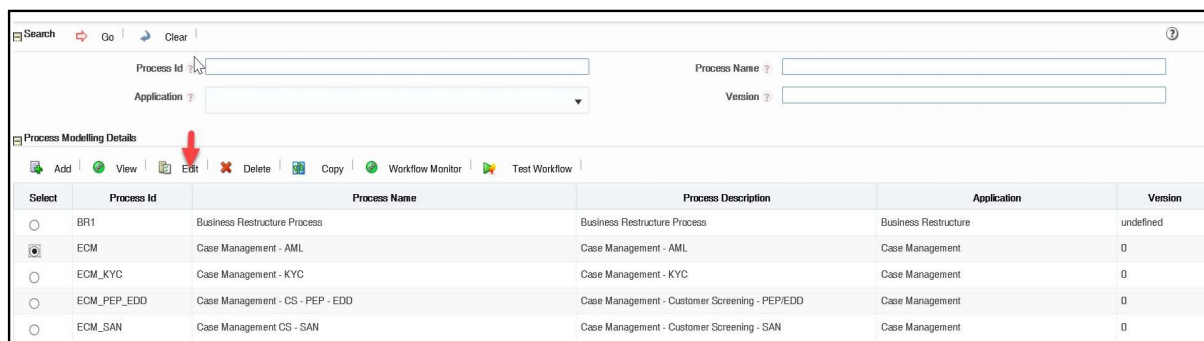 Search Go Clear
Process Id ? Process Name ?
Application ? Version ?
Process Modelling Details
Add View Edit Delete Copy Workflow Monitor Test Workflow
Select Process Id Process Name Process Description Application Version
BR1 Business Restructure Process Business Restructure Process Business Restructure undefined
ECM Case Management - AML Case Management - AML Case Management 0
ECM_KYC Case Management - KYC Case Management - KYC Case Management 0
ECM_PEP_EDD Case Management - CS - PEP - EDD Case Management - Customer Screening - PEP/EDD Case Management 0
ECM_SAN Case Management CS - SAN Case Management - Customer Screening - SAN Case Management 0